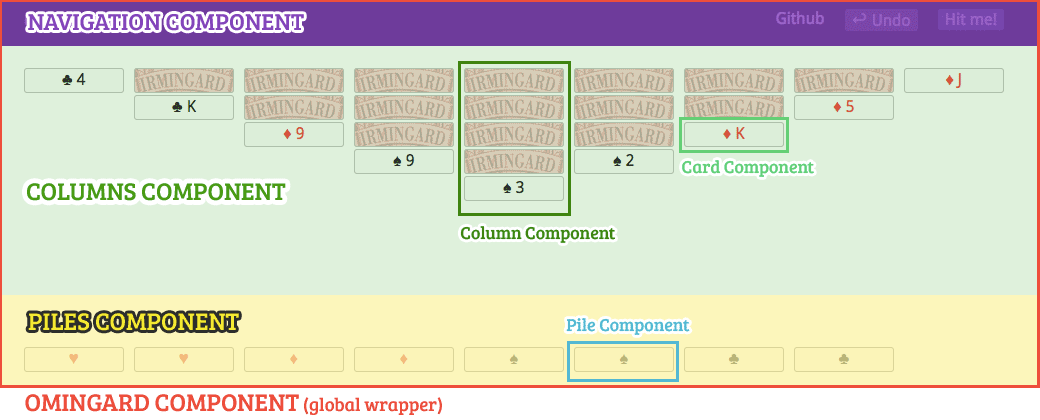 NAVIGATION COMPONENT
Github ↩ Undo Hit me!
♣ 4 IRMINGARD IRMINGARD IRMINGARD IRMINGARD IRMINGARD IRMINGARD IRMINGARD ♦ J
♣ K IRMINGARD IRMINGARD IRMINGARD IRMINGARD IRMINGARD ♦ 5
♦ 9 IRMINGARD IRMINGARD IRMINGARD ♦ K
♠ 9 IRMINGARD ♠ 2
Card Component
♠ 3
COLUMNS COMPONENT
Column Component
PILES COMPONENT
Pile Component
♥ ♥ ♦ ♦ ♠ ♠ ♣ ♣
OMINGARD COMPONENT (global wrapper)